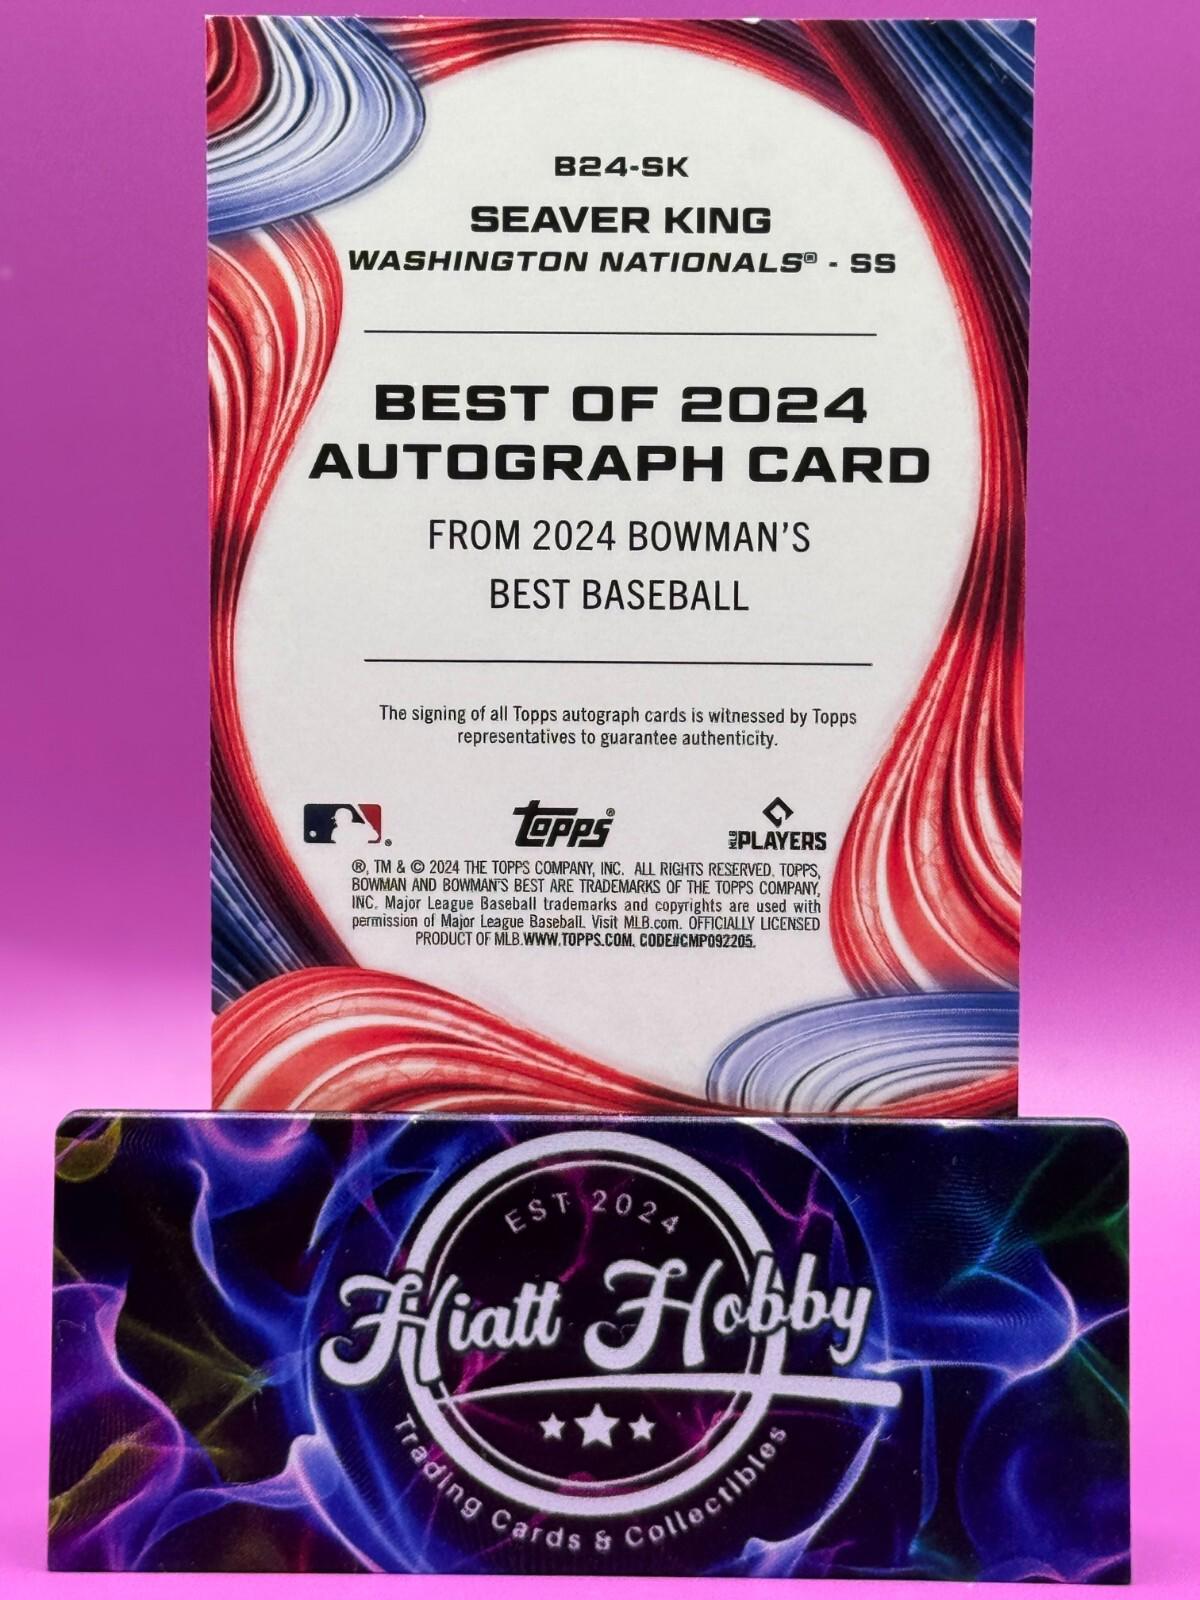 B24-SK
SEAVER KING
WASHINGTON NATIONALS® - SS
BEST OF 2024
AUTOGRAPH CARD
FROM 2024 BOWMAN'S
BEST BASEBALL
The signing of all Topps autograph cards is witnessed by Topps
representatives to guarantee authenticity.
® topps® MLB PLAYERS
®, TM & © 2024 THE TOPPS COMPANY, INC. ALL RIGHTS RESERVED. TOPPS,
BOWMAN AND BOWMAN'S BEST ARE TRADEMARKS OF THE TOPPS COMPANY,
INC. Major League Baseball trademarks and copyrights are used with
permission of Major League Baseball. Visit MLB.com. OFFICIALLY LICENSED
PRODUCT OF MLB.WWW.TOPPS.COM. CODE#CMP092205.
EST 2024
Hiatt Hobby
Trading Cards & Collectibles